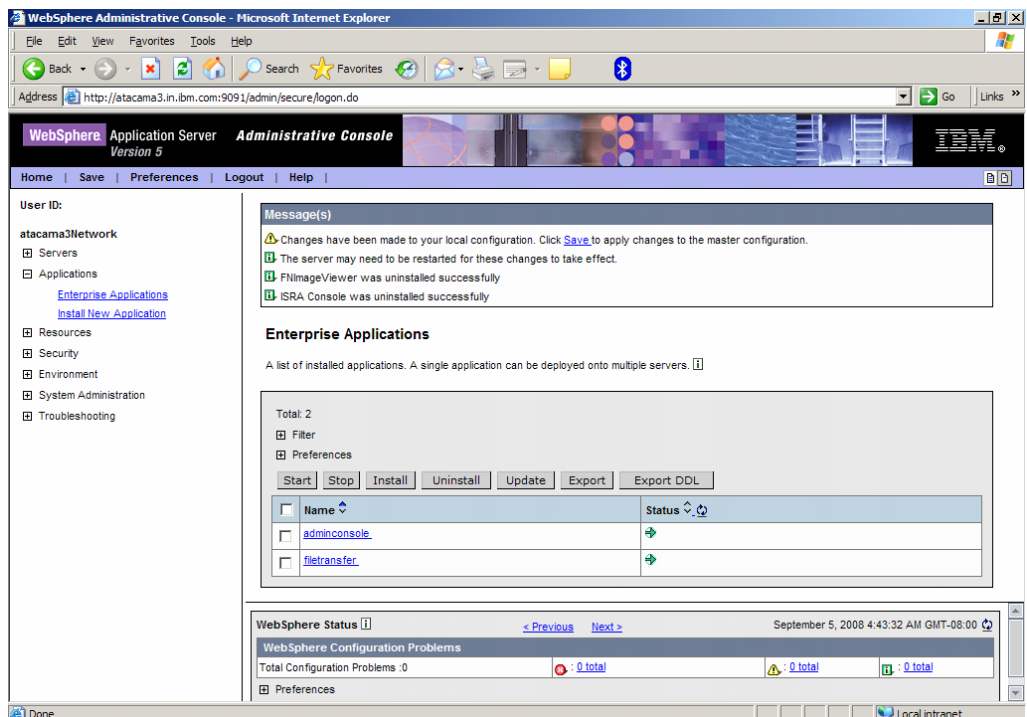 WebSphere Administrative Console - Microsoft Internet Explorer
File Edit View Favorites Tools Help
Back Search Favorites
Address http://atacama3.in.ibm.com:9091/admin/secure/logon.do Go Links »
WebSphere Application Server Administrative Console
Version 5
IBM®
Home | Save | Preferences | Logout | Help |
User ID:
atacama3Network
Servers
Applications
Enterprise Applications
Install New Application
Resources
Security
Environment
System Administration
Troubleshooting
Message(s)
Changes have been made to your local configuration. Click Save to apply changes to the master configuration.
The server may need to be restarted for these changes to take effect.
FNImageViewer was uninstalled successfully
ISRA Console was uninstalled successfully
Enterprise Applications
A list of installed applications. A single application can be deployed onto multiple servers. i
Total: 2
Filter
Preferences
Start Stop Install Uninstall Update Export Export DDL
Name Status
adminconsole
filetransfer
WebSphere Status i < Previous Next > September 5, 2008 4:43:32 AM GMT-08:00
WebSphere Configuration Problems
Total Configuration Problems :0 : 0 total : 0 total : 0 total
Preferences
Done Local intranet